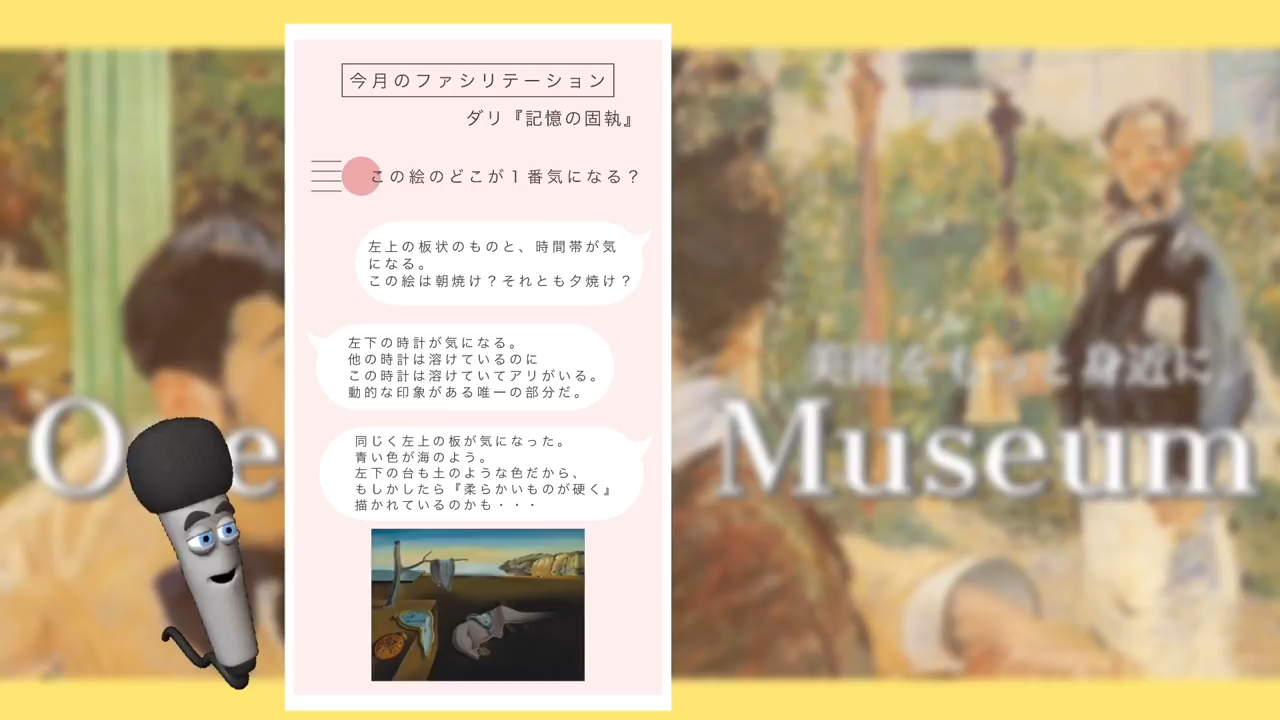 今月のファシリテーション
ダリ『記憶の固執』
この絵のどこが１番気になる？
左上の板状のものと、時間帯が気
になる。
この絵は朝焼け？それとも夕焼け？
左下の時計が気になる。
他の時計は溶けているのに
この時計は溶けていてアリがいる。
動的な印象がある唯一の部分だ。
同じく左上の板が気になった。
青い色が海のよう。
左下の台も土のような色だから、
もしかしたら『柔らかいものが硬く』
描かれているのかも・・・
美術をもっと身近に
Museum